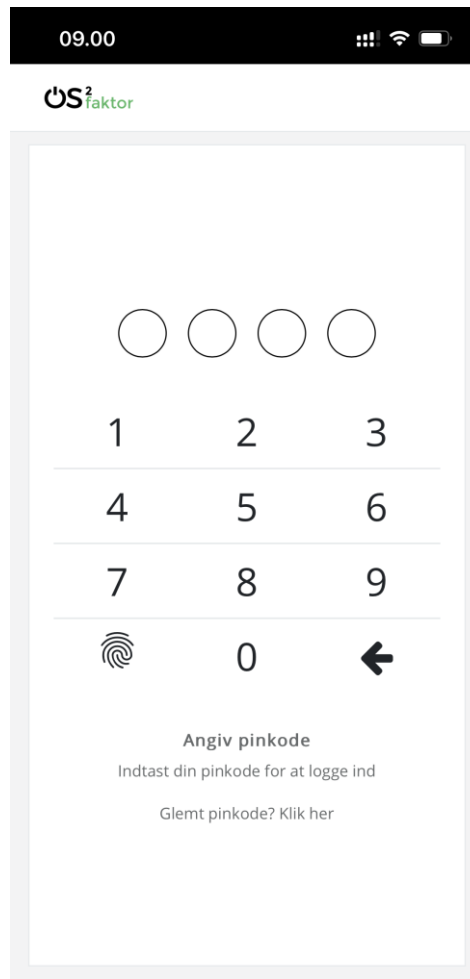 09.00
OS²faktor
1 2 3
4 5 6
7 8 9
0
Angiv pinkode
Indtast din pinkode for at logge ind
Glemt pinkode? Klik her